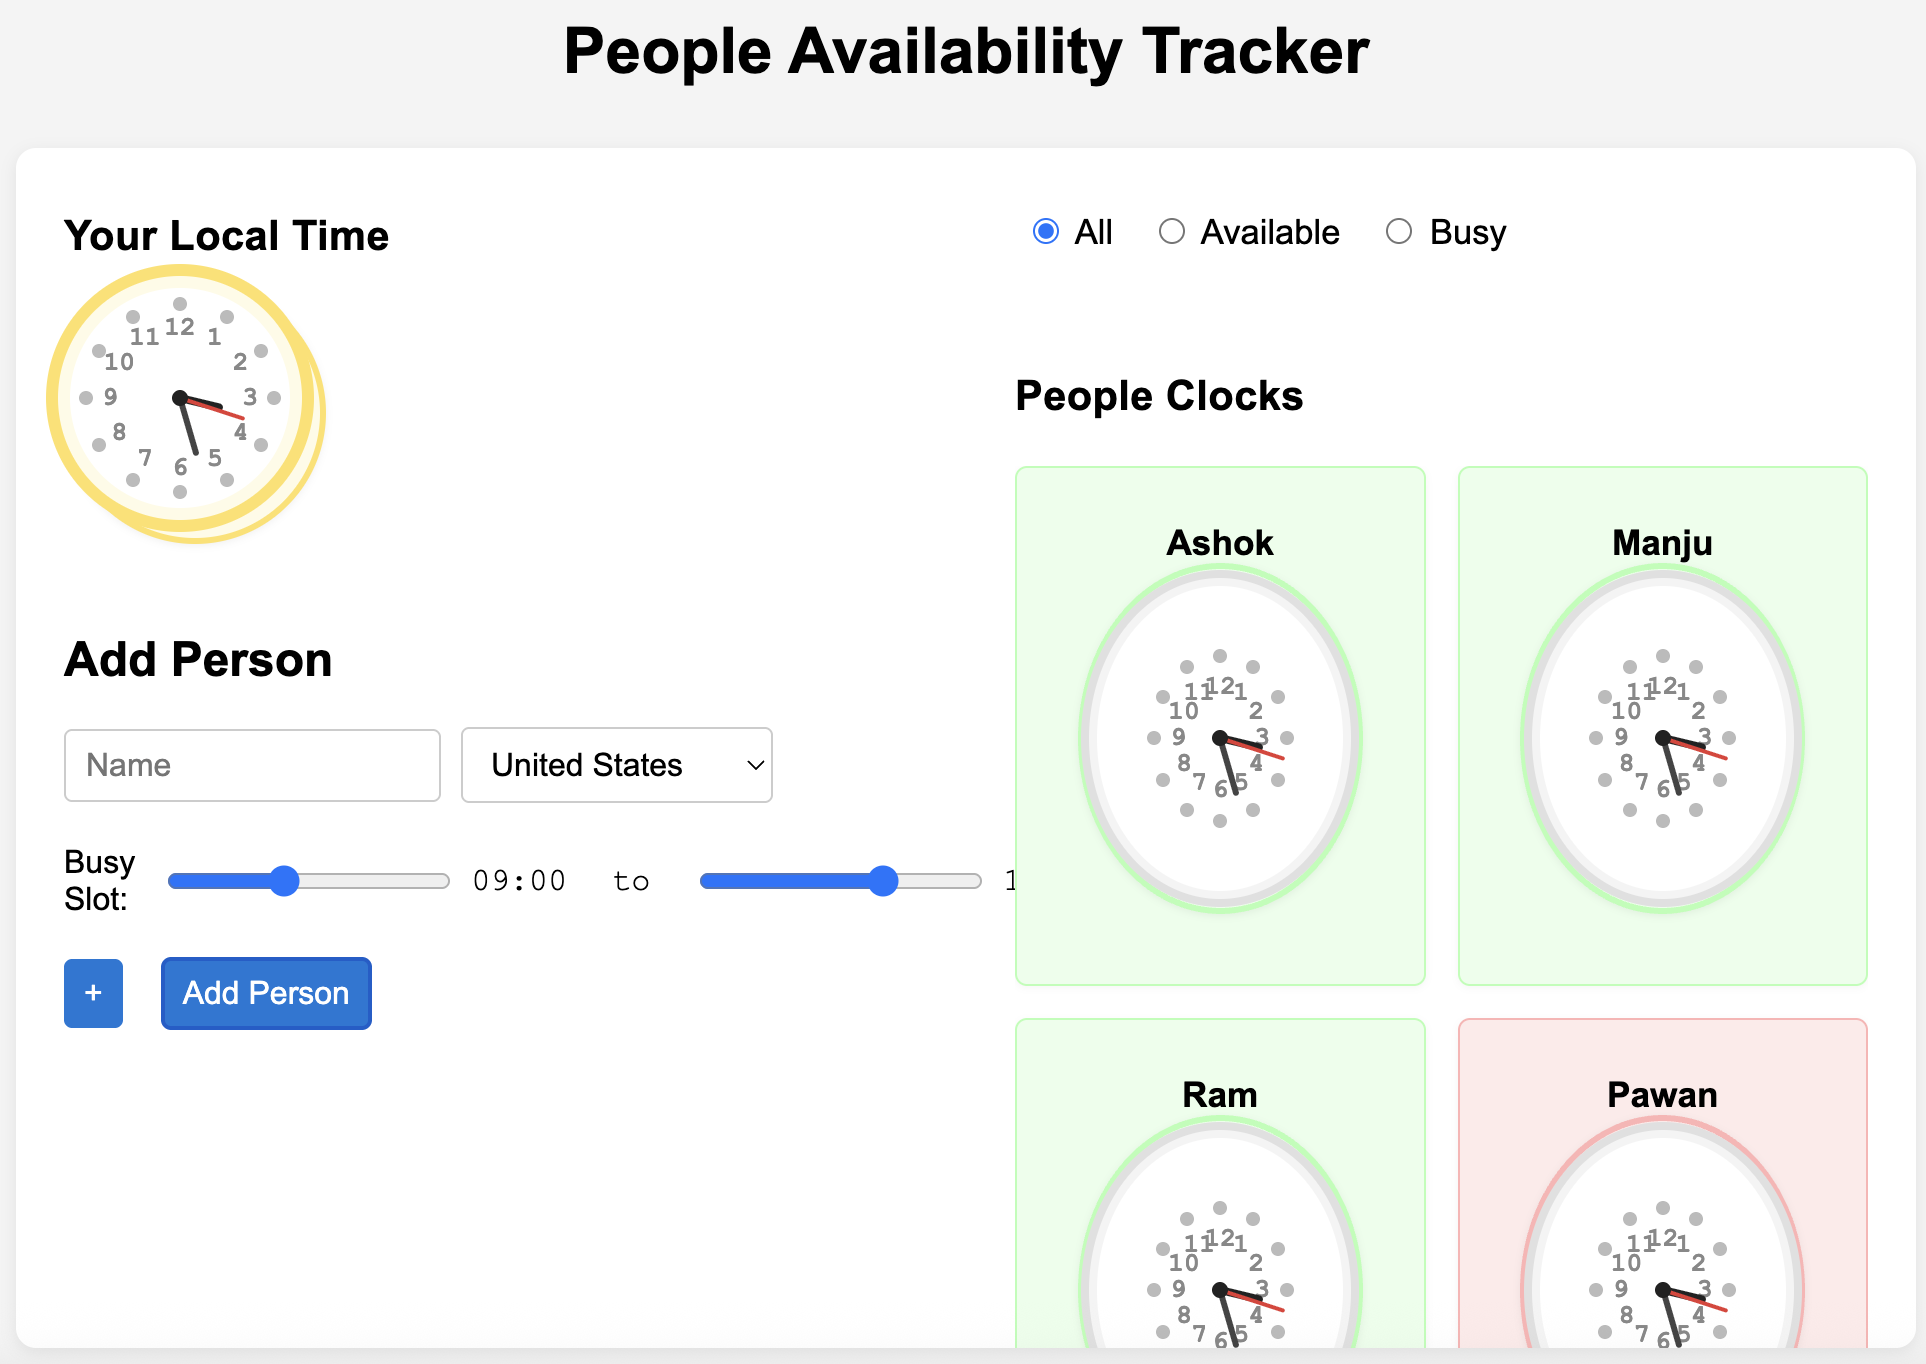 People Availability Tracker
Your Local Time
12
11 1
10 2
9 3
8 4
7 5
6
Add Person
Name
United States
Busy
Slot:
09:00 to 1
+
Add Person
All Available Busy
People Clocks
Ashok
11 12 1
10 2
9 3
8 4
7 6 5
Manju
11 12 1
10 2
9 3
8 4
7 6 5
Ram
11 12 1
10 2
9 3
8 4
7 6 5
Pawan
11 12 1
10 2
9 3
8 4
7 6 5